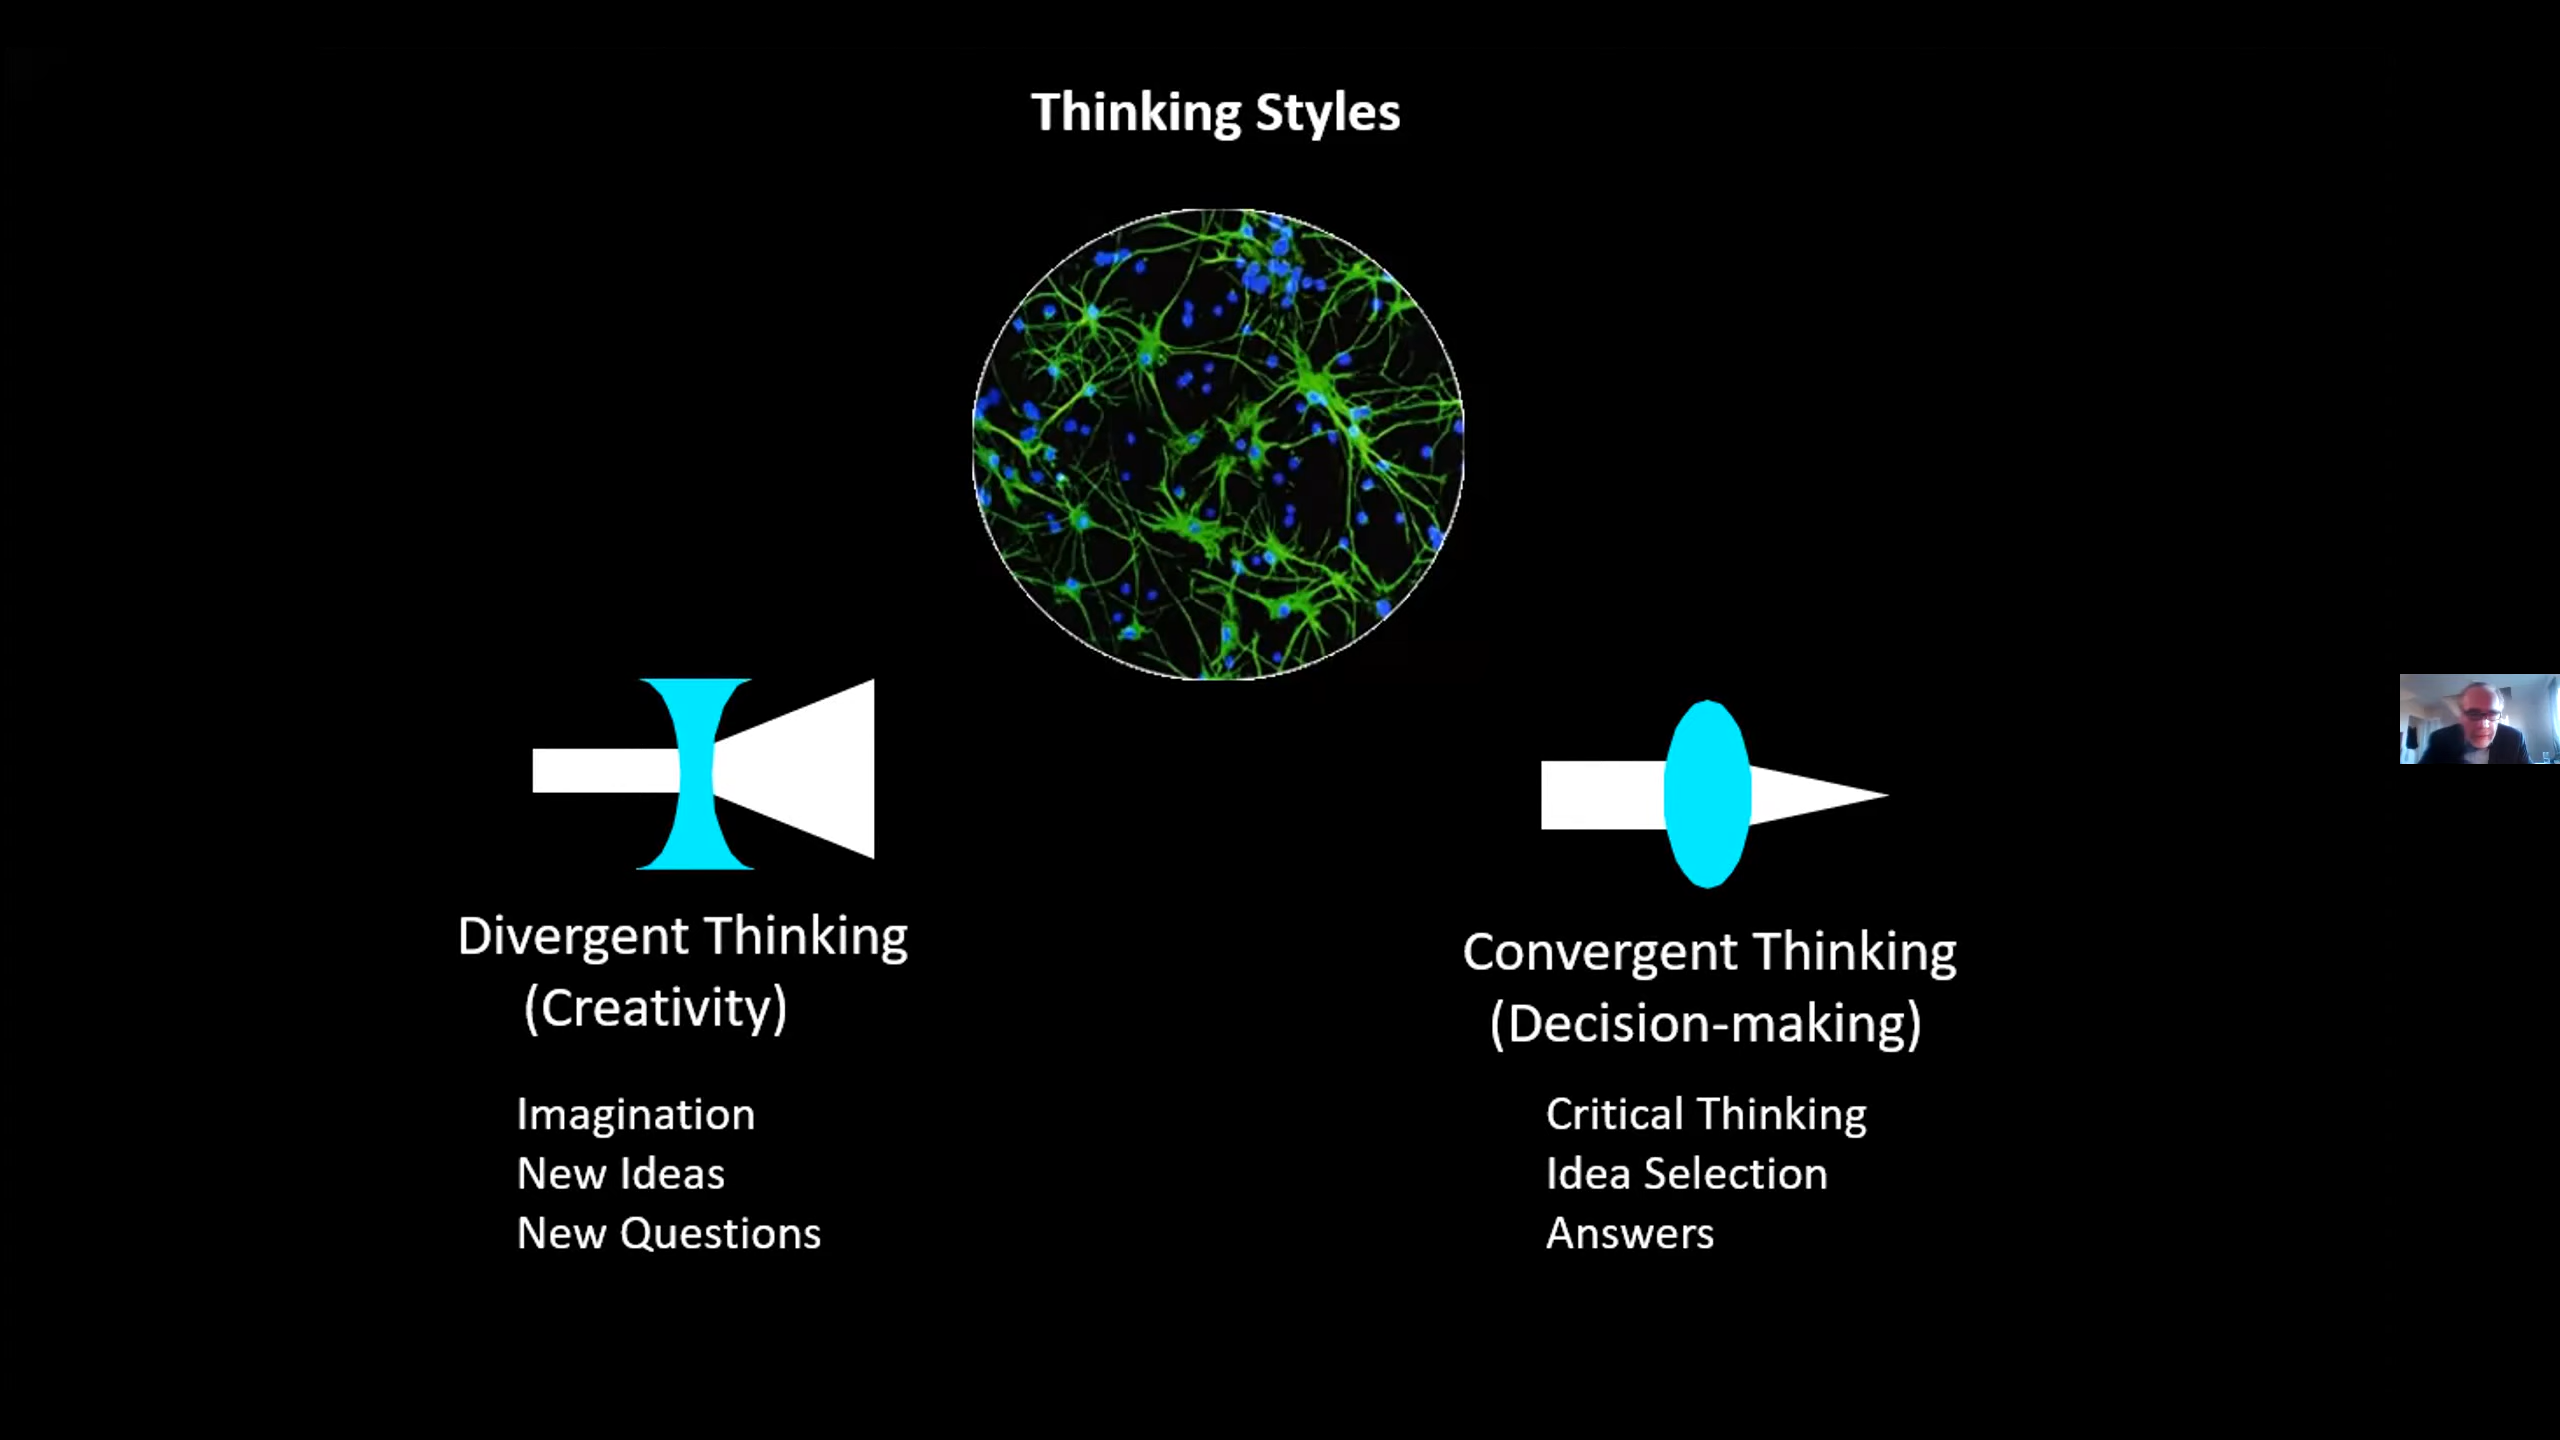 Thinking Styles
Divergent Thinking
(Creativity)
Imagination
New Ideas
New Questions
Convergent Thinking
(Decision-making)
Critical Thinking
Idea Selection
Answers